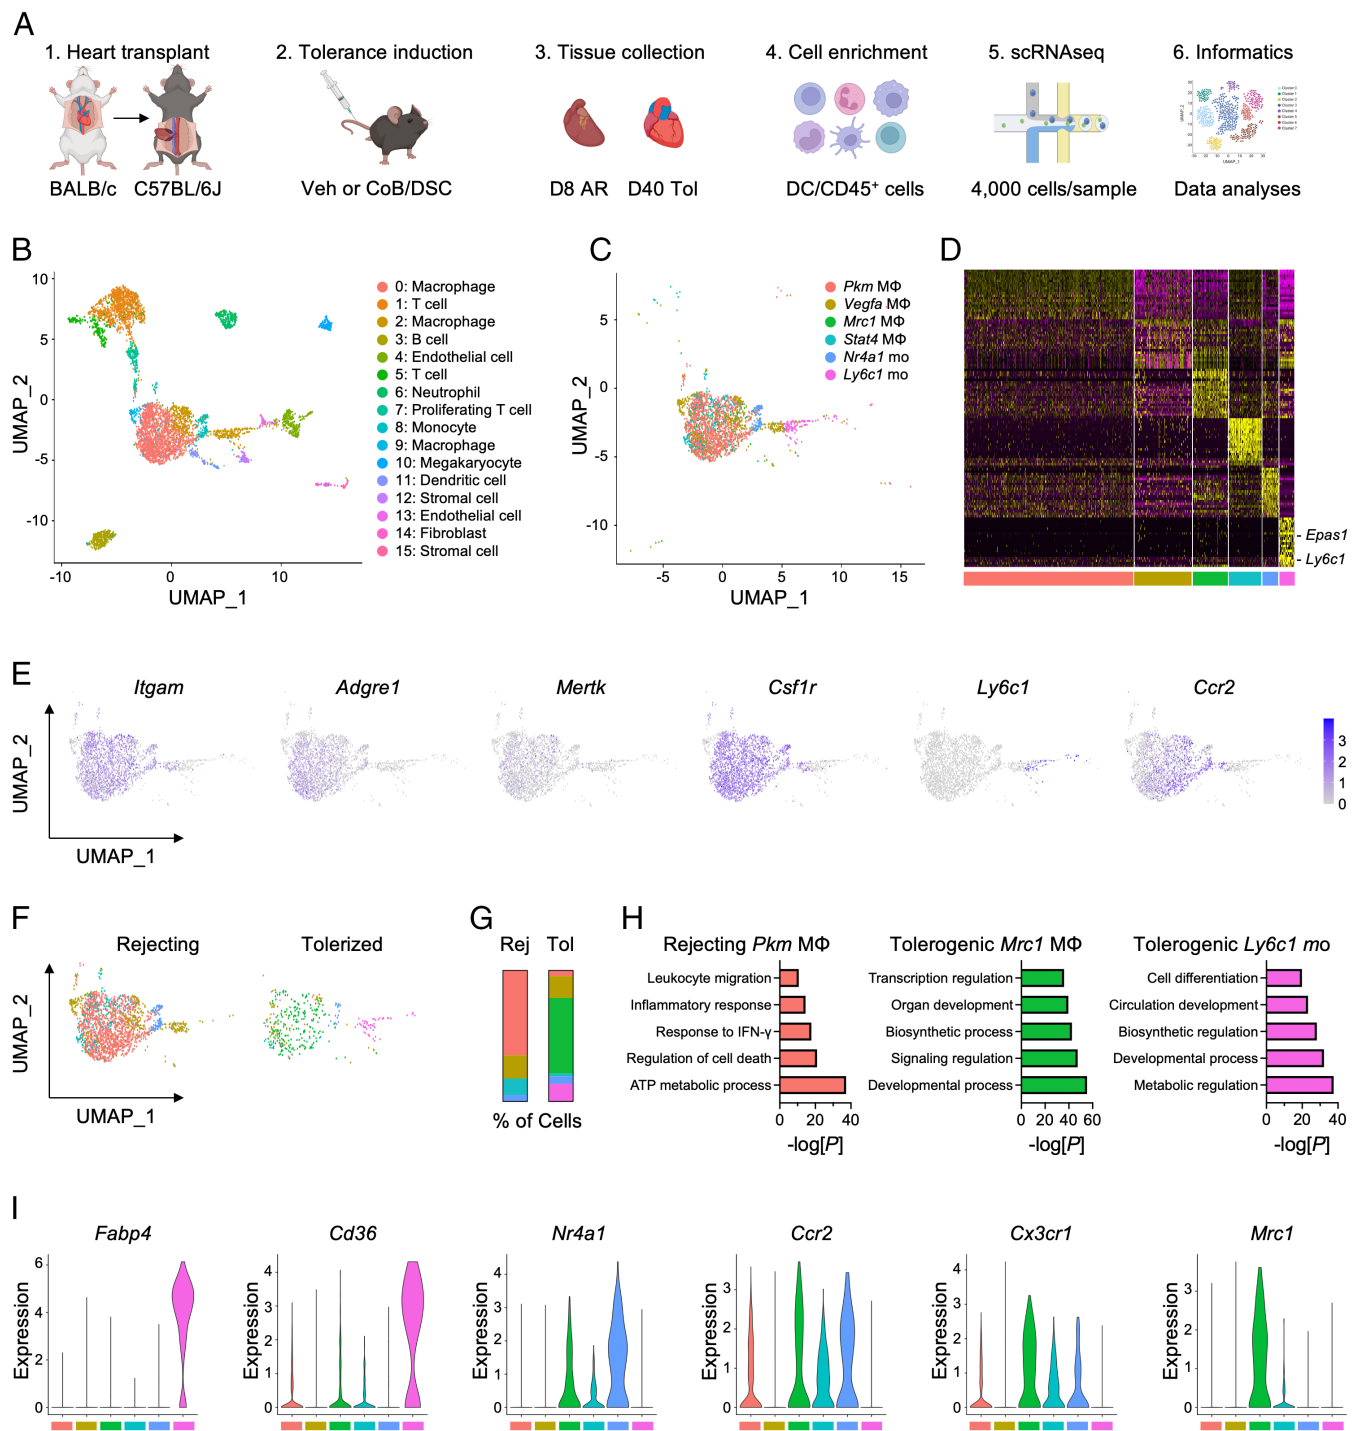 A
1. Heart transplant
2. Tolerance induction
3. Tissue collection
4. Cell enrichment
5. scRNAseq
6. Informatics
BALB/c
C57BL/6J
Veh or CoB/DSC
D8 AR
D40 Tol
DC/CD45⁺ cells
4,000 cells/sample
Data analyses
B
10
5
0
-5
-10
UMAP_2
-10
0
10
UMAP_1
0: Macrophage
1: T cell
2: Macrophage
3: B cell
4: Endothelial cell
5: T cell
6: Neutrophil
7: Proliferating T cell
8: Monocyte
9: Macrophage
10: Megakaryocyte
11: Dendritic cell
12: Stromal cell
13: Endothelial cell
14: Fibroblast
15: Stromal cell
C
5
0
-5
-10
UMAP_2
-5
0
5
10
15
UMAP_1
Pkm MΦ
Vegfa MΦ
Mrc1 MΦ
Stat4 MΦ
Nr4a1 mo
Ly6c1 mo
D
- Epas1
- Ly6c1
E
Itgam
Adgre1
Mertk
Csf1r
Ly6c1
Ccr2
UMAP_2
UMAP_1
3
2
1
0
F
Rejecting
Tolerized
UMAP_2
UMAP_1
G
Rej Tol
% of Cells
H
Rejecting Pkm MΦ
Leukocyte migration
Inflammatory response
Response to IFN-γ
Regulation of cell death
ATP metabolic process
0 20 40
-log[P]
Tolerogenic Mrc1 MΦ
Transcription regulation
Organ development
Biosynthetic process
Signaling regulation
Developmental process
0 20 40 60
-log[P]
Tolerogenic Ly6c1 mo
Cell differentiation
Circulation development
Biosynthetic regulation
Developmental process
Metabolic regulation
0 20 40
-log[P]
I
Fabp4
Expression
6
4
2
0
Cd36
Expression
4
3
2
1
0
Nr4a1
Expression
4
3
2
1
0
Ccr2
Expression
3
2
1
0
Cx3cr1
Expression
4
3
2
1
0
Mrc1
Expression
3
2
1
0